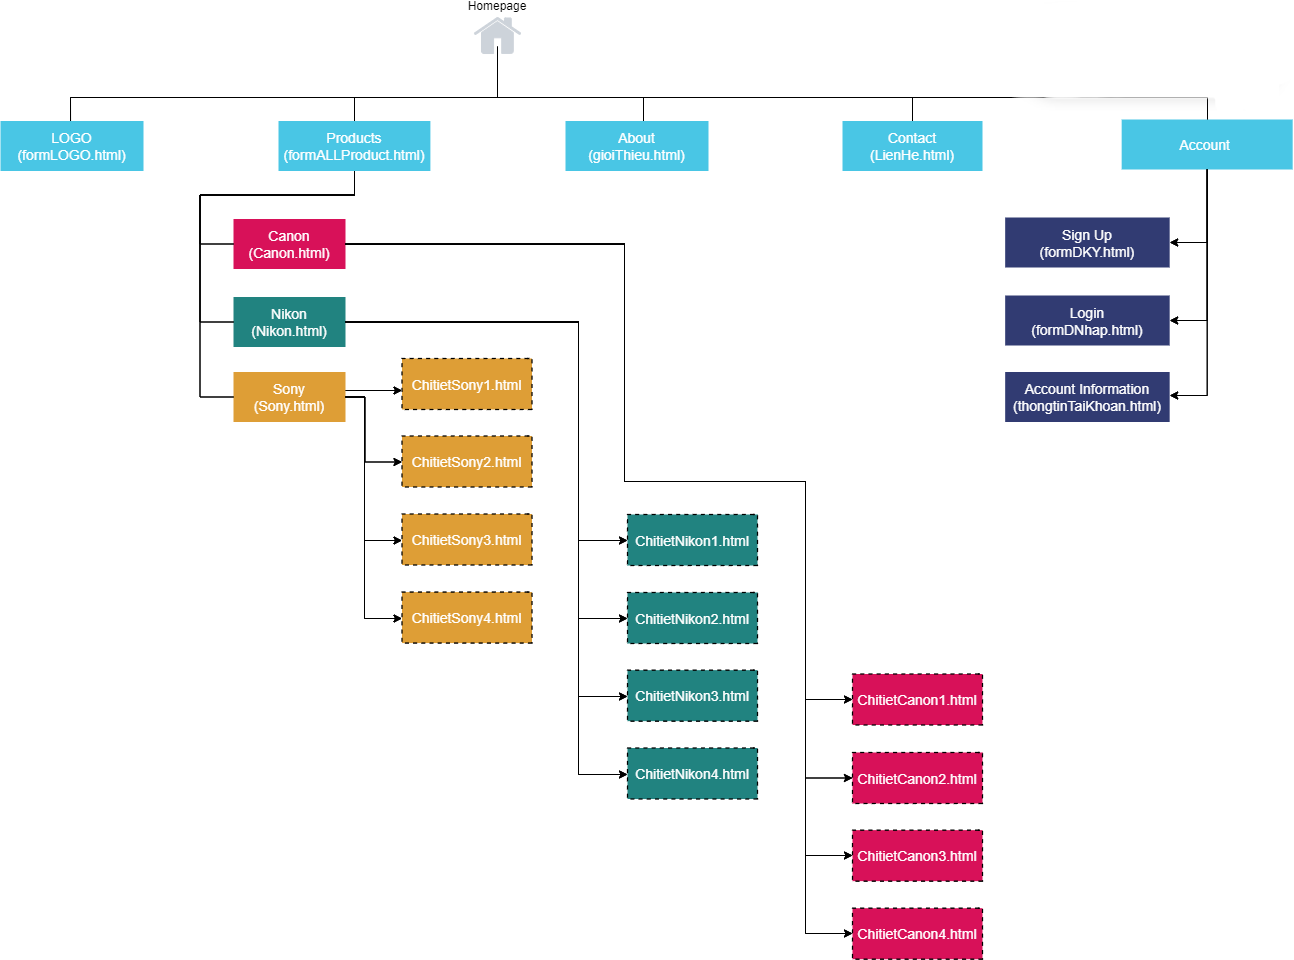 Homepage
LOGO
(formLOGO.html)
Products
(formALLProduct.html)
About
(gioiThieu.html)
Contact
(LienHe.html)
Account
Canon
(Canon.html)
Nikon
(Nikon.html)
Sony
(Sony.html)
Sign Up
(formDKY.html)
Login
(formDNhap.html)
Account Information
(thongtinTaiKhoan.html)
ChitietSony1.html
ChitietSony2.html
ChitietSony3.html
ChitietSony4.html
ChitietNikon1.html
ChitietNikon2.html
ChitietNikon3.html
ChitietNikon4.html
ChitietCanon1.html
ChitietCanon2.html
ChitietCanon3.html
ChitietCanon4.html